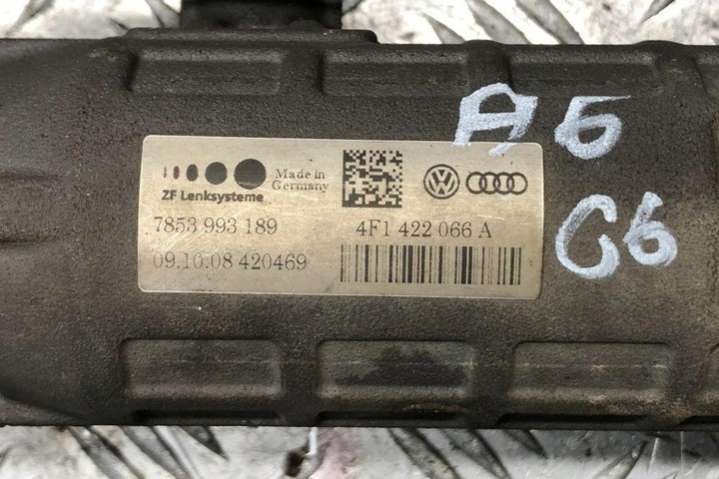 A6
C6
Made in
Germany
ZF Lenksysteme
7853 993 189
4F1 422 066 A
09.10.08 420469